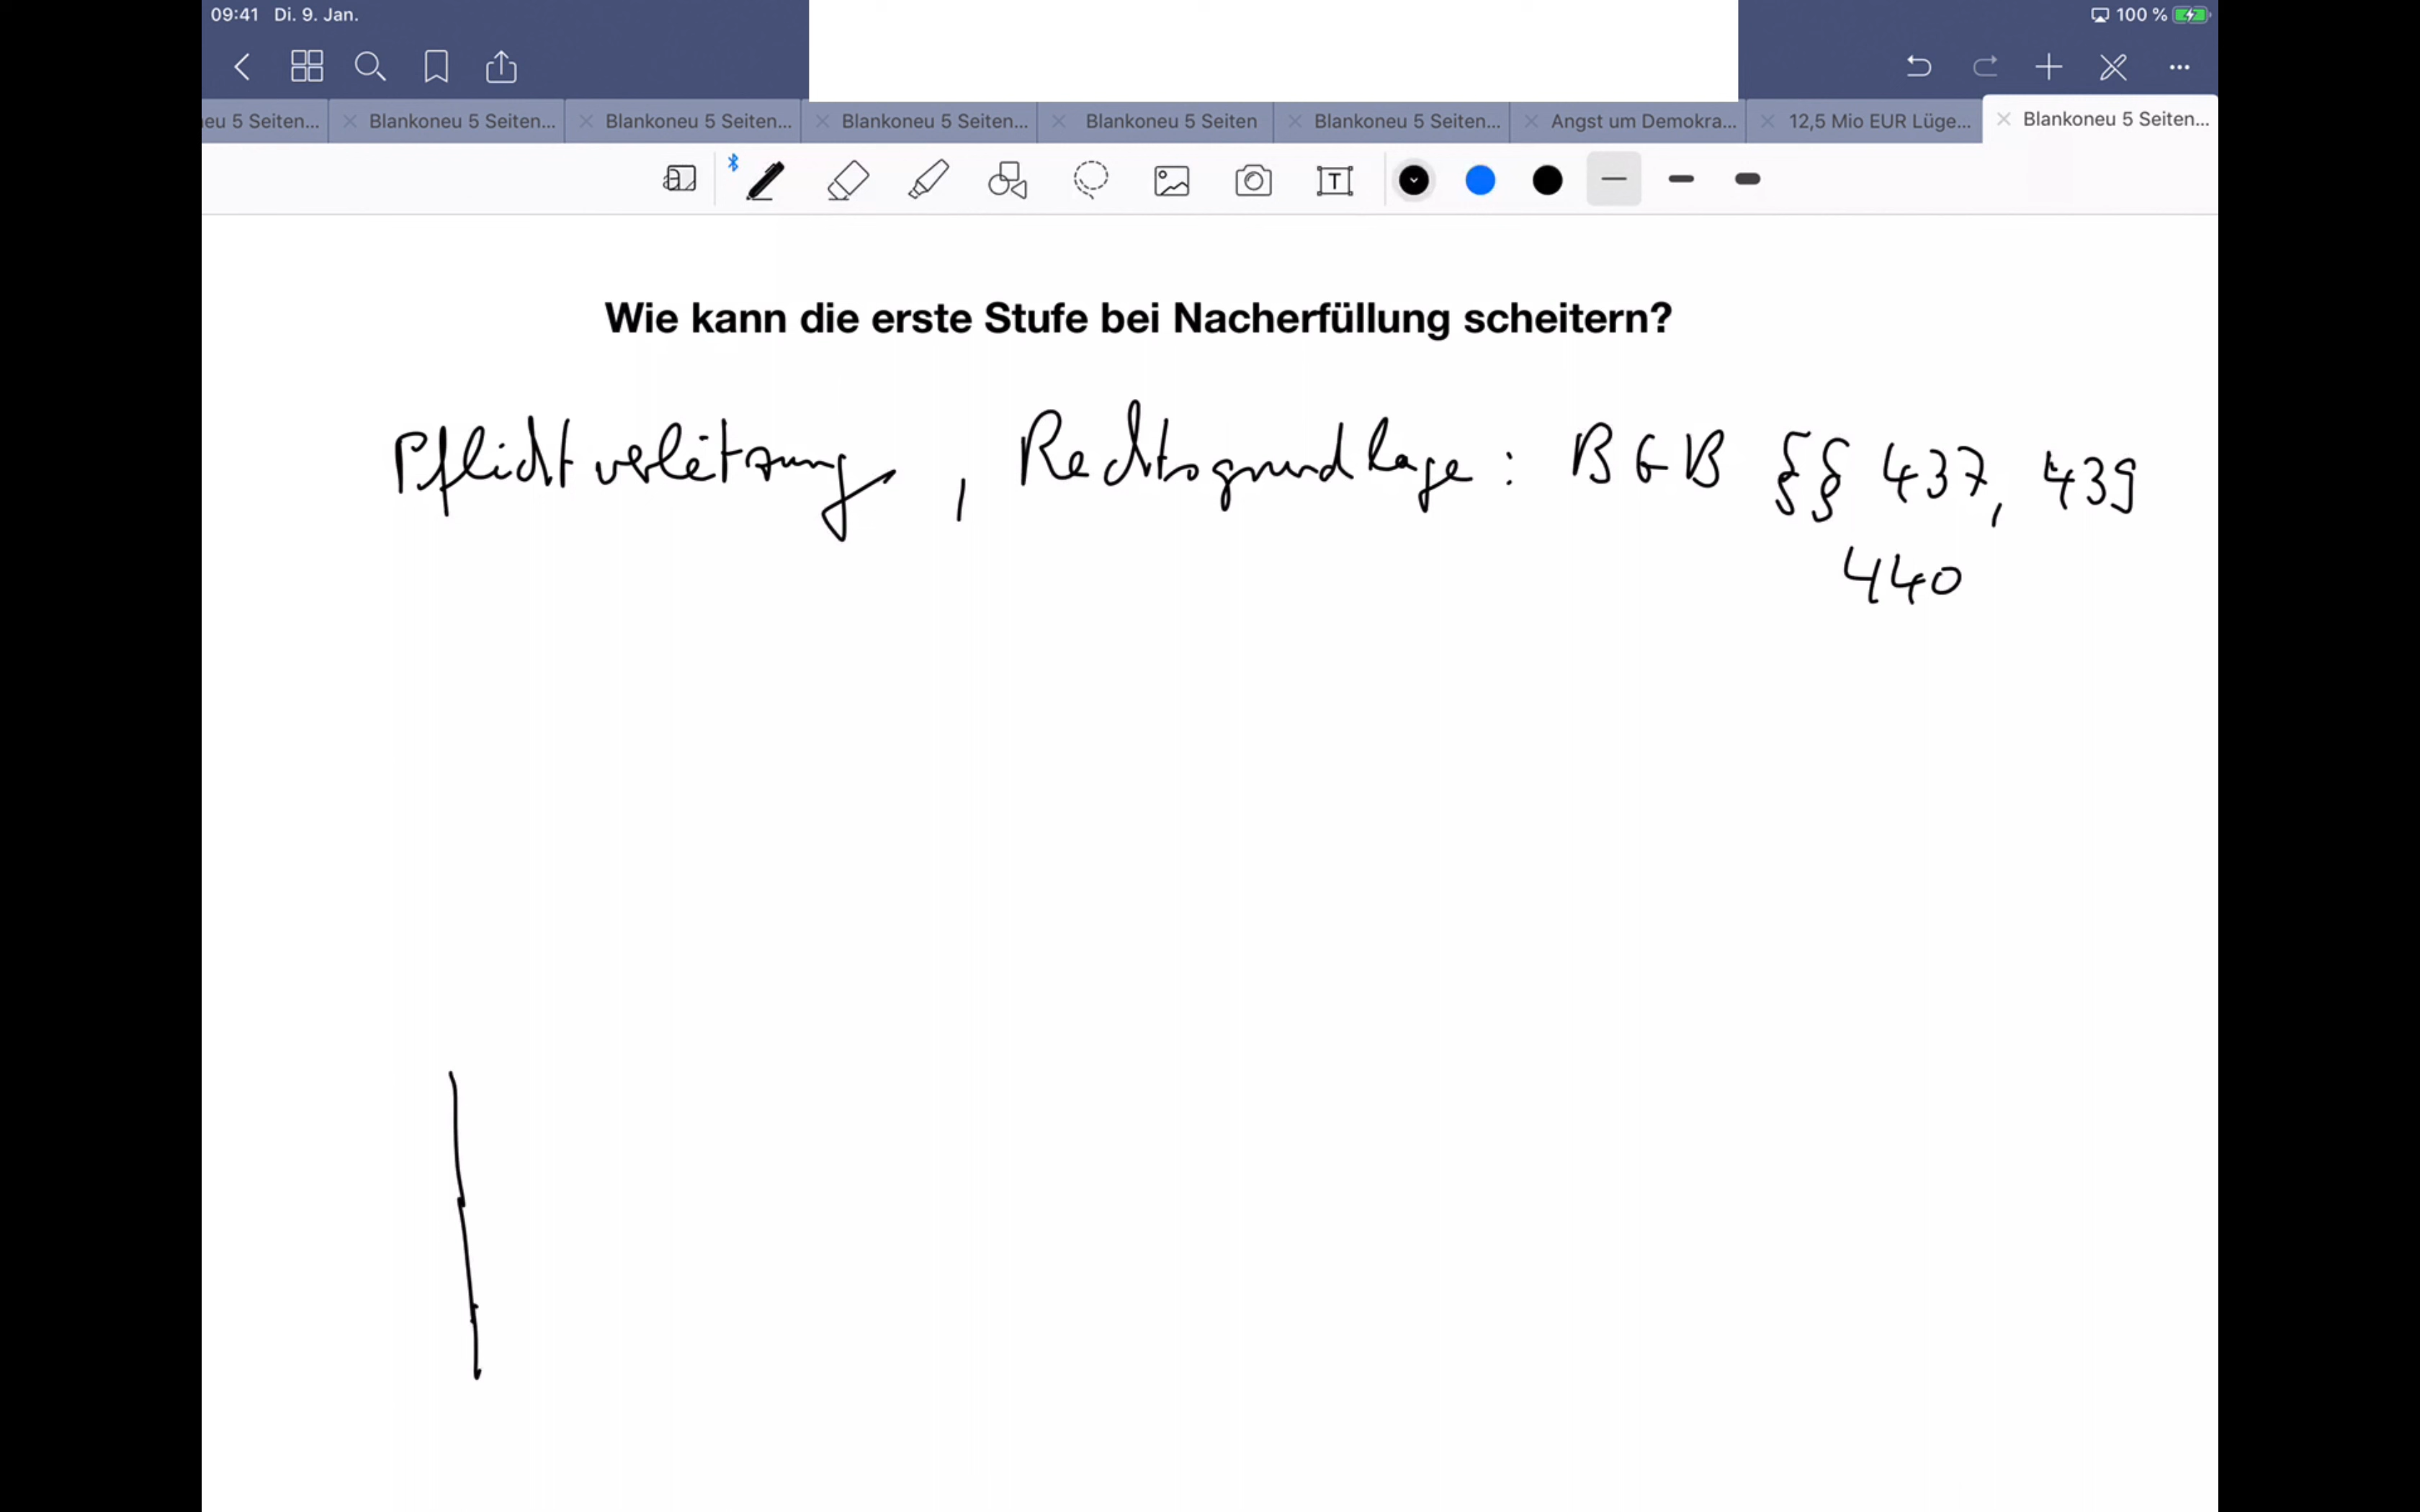 09:41 Di. 9. Jan. 100 %
eu 5 Seiten... Blankoneu 5 Seiten... Blankoneu 5 Seiten... Blankoneu 5 Seiten... Blankoneu 5 Seiten Blankoneu 5 Seiten... Angst um Demokra... 12,5 Mio EUR Lüge... Blankoneu 5 Seiten...
Wie kann die erste Stufe bei Nacherfüllung scheitern?
Pflichtverletzung, Rechtsgrundlage: BGB §§ 437, 439
440